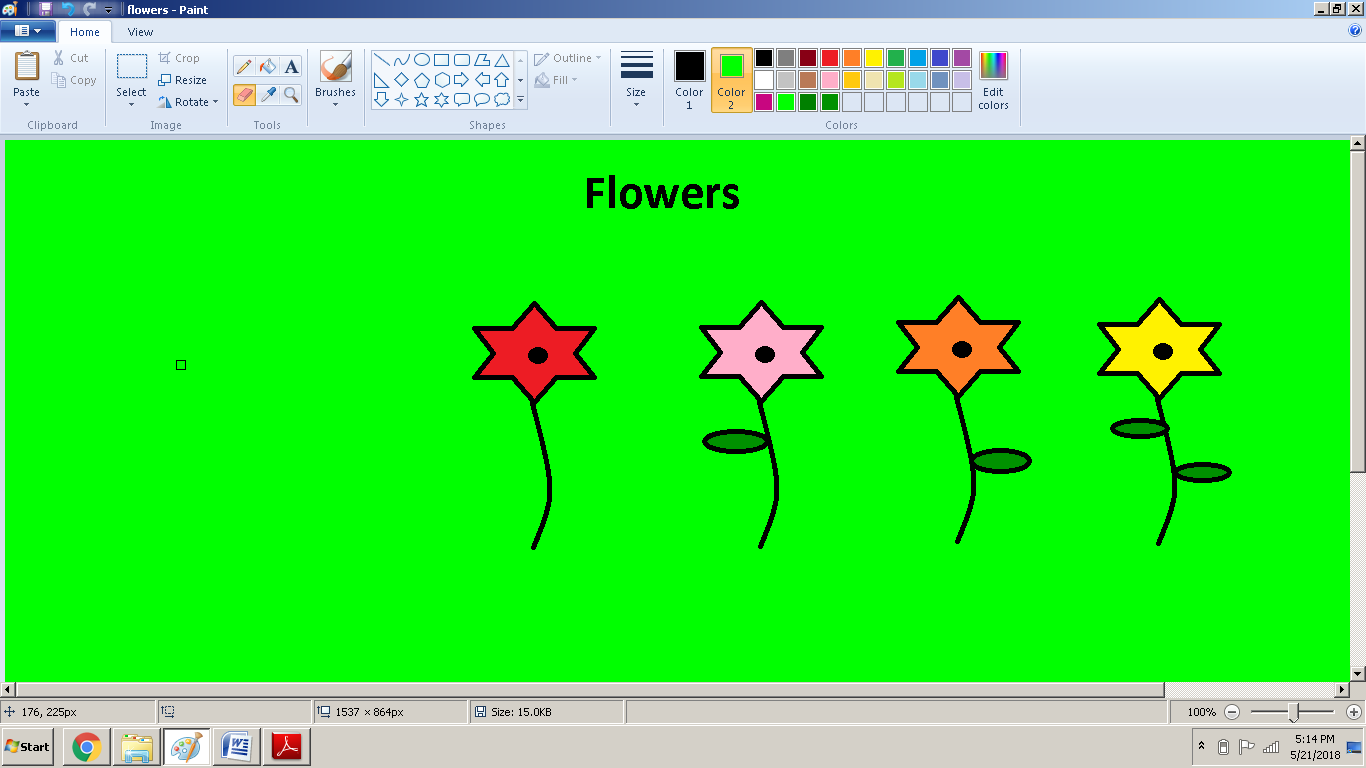 flowers - Paint
Home View
Paste
Cut
Copy
Clipboard
Select
Crop
Resize
Rotate
Image
A
Tools
Brushes
Shapes
Outline
Fill
Size
Color 1
Color 2
Edit colors
Colors
Flowers
176, 225px
1537 × 864px
Size: 15.0KB
100%
Start
W
5:14 PM
5/21/2018